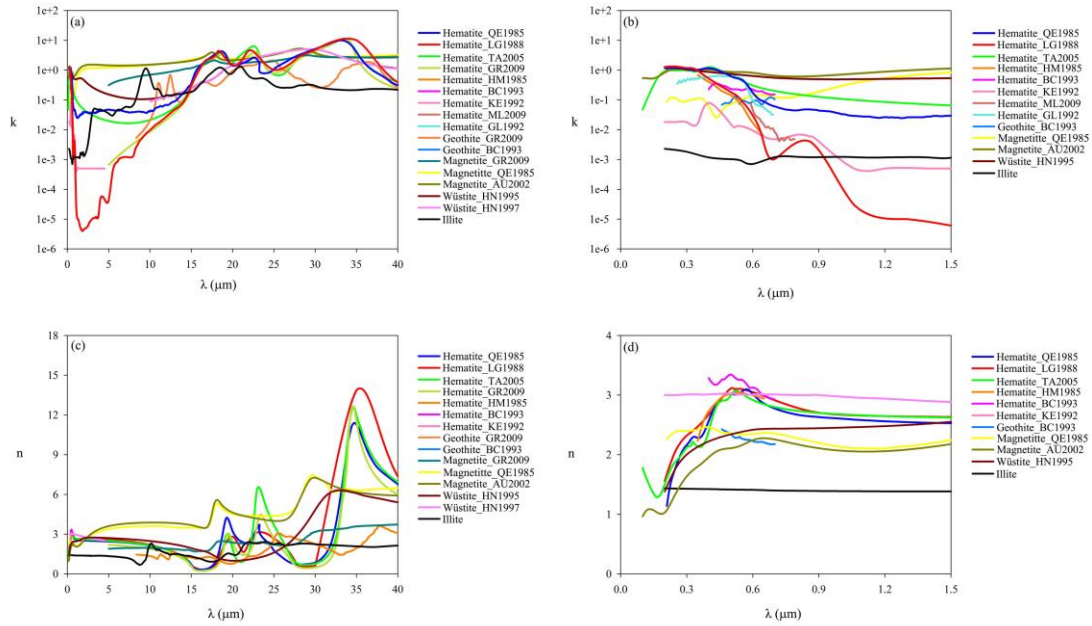 (a)
1e+2
1e+1
1e+0
1e-1
1e-2
1e-3
1e-4
1e-5
1e-6
k
0 5 10 15 20 25 30 35 40
λ (μm)
Hematite_QE1985
Hematite_LG1988
Hematite_TA2005
Hematite_GR2009
Hematite_HM1985
Hematite_BC1993
Hematite_KE1992
Hematite_ML2009
Hematite_GL1992
Geothite_GR2009
Geothite_BC1993
Magnetite_GR2009
Magnetitite_QE1985
Magnetite_AU2002
Wüstite_HN1995
Wüstite_HN1997
Illite
(b)
1e+2
1e+1
1e+0
1e-1
1e-2
1e-3
1e-4
1e-5
1e-6
k
0.0 0.3 0.6 0.9 1.2 1.5
λ (μm)
Hematite_QE1985
Hematite_LG1988
Hematite_TA2005
Hematite_HM1985
Hematite_BC1993
Hematite_KE1992
Hematite_ML2009
Hematite_GL1992
Geothite_BC1993
Magnetitite_QE1985
Magnetite_AU2002
Wüstite_HN1995
Illite
(c)
18
15
12
9
6
3
0
n
0 5 10 15 20 25 30 35 40
λ (μm)
Hematite_QE1985
Hematite_LG1988
Hematite_TA2005
Hematite_GR2009
Hematite_HM1985
Hematite_BC1993
Hematite_KE1992
Geothite_GR2009
Geothite_BC1993
Magnetite_GR2009
Magnetitite_QE1985
Magnetite_AU2002
Wüstite_HN1995
Wüstite_HN1997
Illite
(d)
4
3
2
1
0
n
0.0 0.3 0.6 0.9 1.2 1.5
λ (μm)
Hematite_QE1985
Hematite_LG1988
Hematite_TA2005
Hematite_HM1985
Hematite_BC1993
Hematite_KE1992
Geothite_BC1993
Magnetitite_QE1985
Magnetite_AU2002
Wüstite_HN1995
Illite